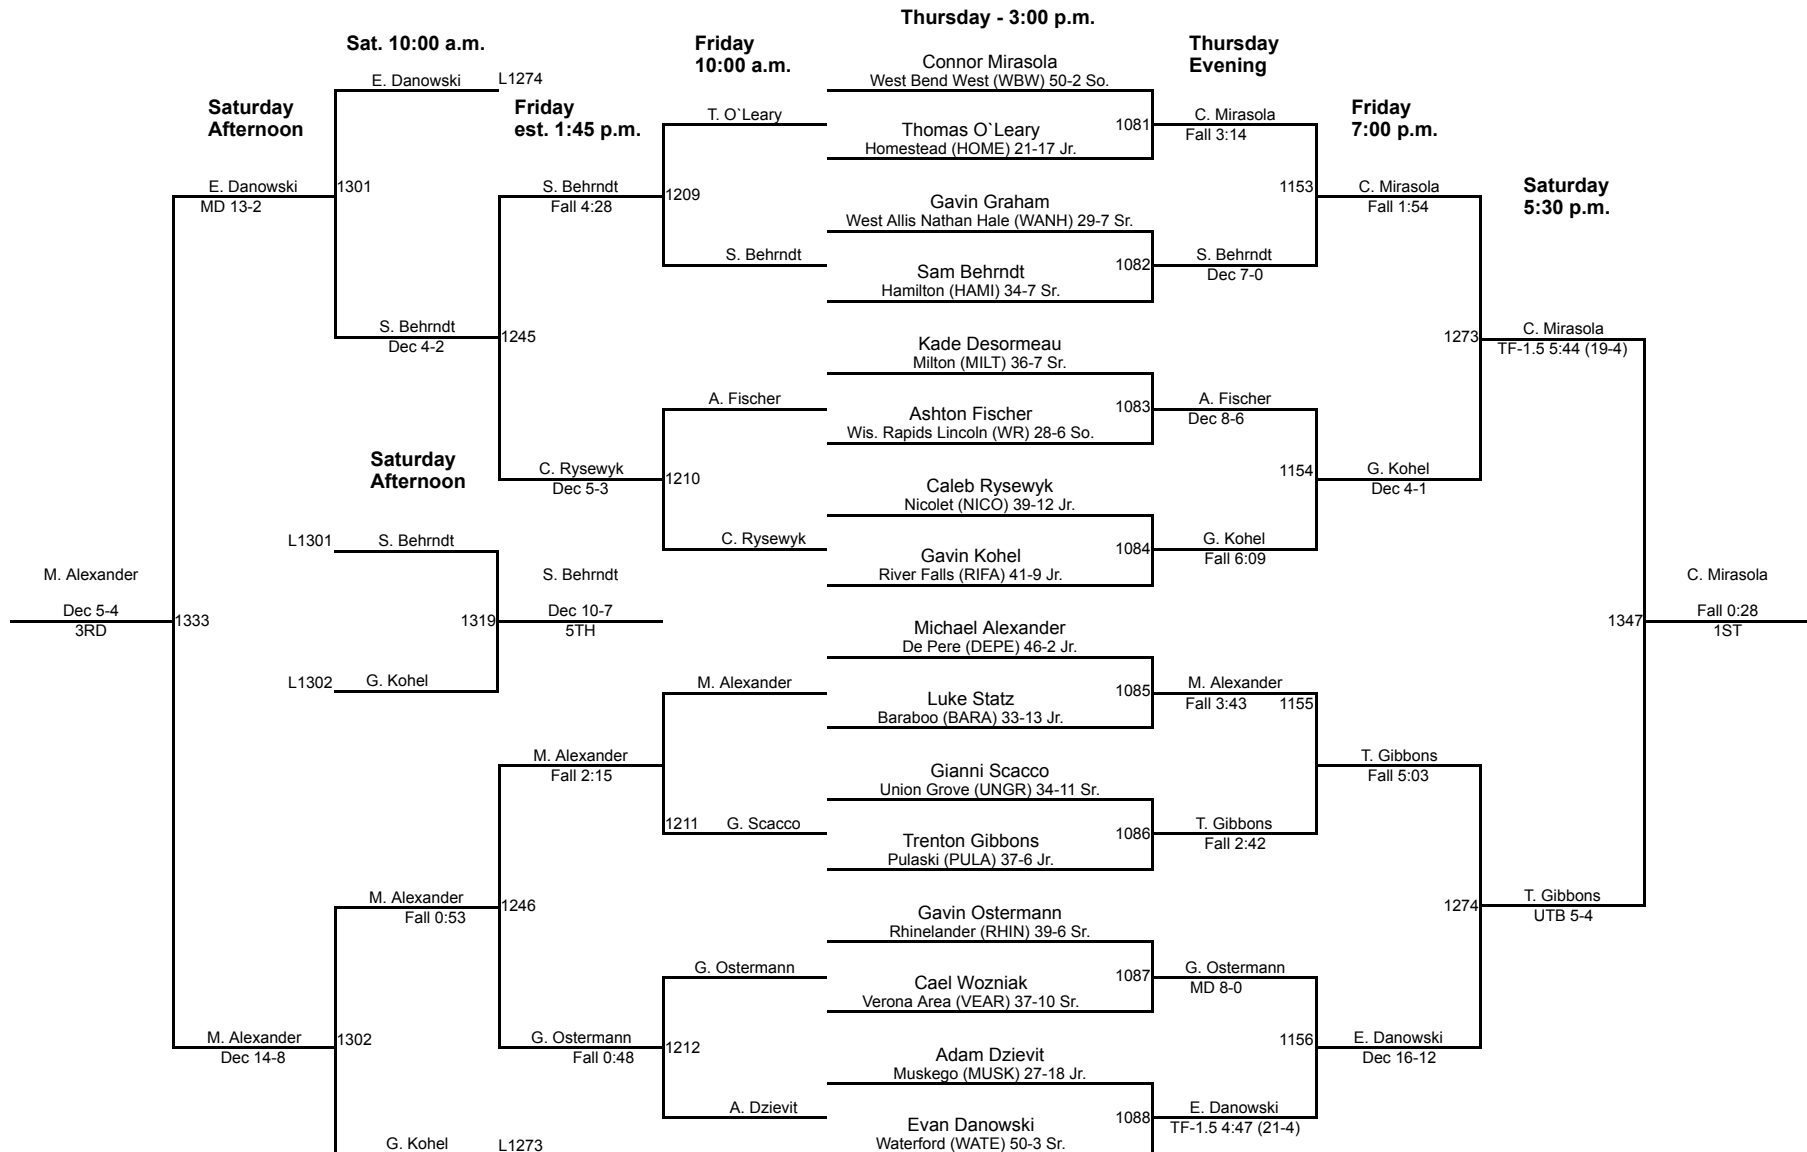 Thursday - 3:00 p.m.
Sat. 10:00 a.m.
Friday
10:00 a.m.
Thursday
Evening
Connor Mirasola
West Bend West (WBW) 50-2 So.
E. Danowski
L1274
Saturday
Afternoon
Friday
est. 1:45 p.m.
T. O`Leary
1081
C. Mirasola
Fall 3:14
Friday
7:00 p.m.
Thomas O`Leary
Homestead (HOME) 21-17 Jr.
E. Danowski
MD 13-2
1301
S. Behrndt
Fall 4:28
1209
Gavin Graham
West Allis Nathan Hale (WANH) 29-7 Sr.
1153
C. Mirasola
Fall 1:54
Saturday
5:30 p.m.
S. Behrndt
Sam Behrndt
Hamilton (HAMI) 34-7 Sr.
1082
S. Behrndt
Dec 7-0
S. Behrndt
Dec 4-2
1245
Kade Desormeau
Milton (MILT) 36-7 Sr.
1273
C. Mirasola
TF-1.5 5:44 (19-4)
A. Fischer
Ashton Fischer
Wis. Rapids Lincoln (WR) 28-6 So.
1083
A. Fischer
Dec 8-6
Saturday
Afternoon
C. Rysewyk
Dec 5-3
1210
Caleb Rysewyk
Nicolet (NICO) 39-12 Jr.
1154
G. Kohel
Dec 4-1
L1301
S. Behrndt
C. Rysewyk
Gavin Kohel
River Falls (RIFA) 41-9 Jr.
1084
G. Kohel
Fall 6:09
M. Alexander
Dec 5-4
3RD
1333
1319
S. Behrndt
Dec 10-7
5TH
Michael Alexander
De Pere (DEPE) 46-2 Jr.
1347
C. Mirasola
Fall 0:28
1ST
L1302
G. Kohel
M. Alexander
Luke Statz
Baraboo (BARA) 33-13 Jr.
1085
M. Alexander
Fall 3:43
1155
M. Alexander
Fall 2:15
Gianni Scacco
Union Grove (UNGR) 34-11 Sr.
T. Gibbons
Fall 5:03
1211
G. Scacco
Trenton Gibbons
Pulaski (PULA) 37-6 Jr.
1086
T. Gibbons
Fall 2:42
M. Alexander
Fall 0:53
1246
Gavin Ostermann
Rhinelander (RHIN) 39-6 Sr.
1274
T. Gibbons
UTB 5-4
G. Ostermann
Cael Wozniak
Verona Area (VEAR) 37-10 Sr.
1087
G. Ostermann
MD 8-0
M. Alexander
Dec 14-8
1302
G. Ostermann
Fall 0:48
1212
Adam Dzievit
Muskego (MUSK) 27-18 Jr.
1156
E. Danowski
Dec 16-12
A. Dzievit
Evan Danowski
Waterford (WATE) 50-3 Sr.
1088
E. Danowski
TF-1.5 4:47 (21-4)
G. Kohel
L1273